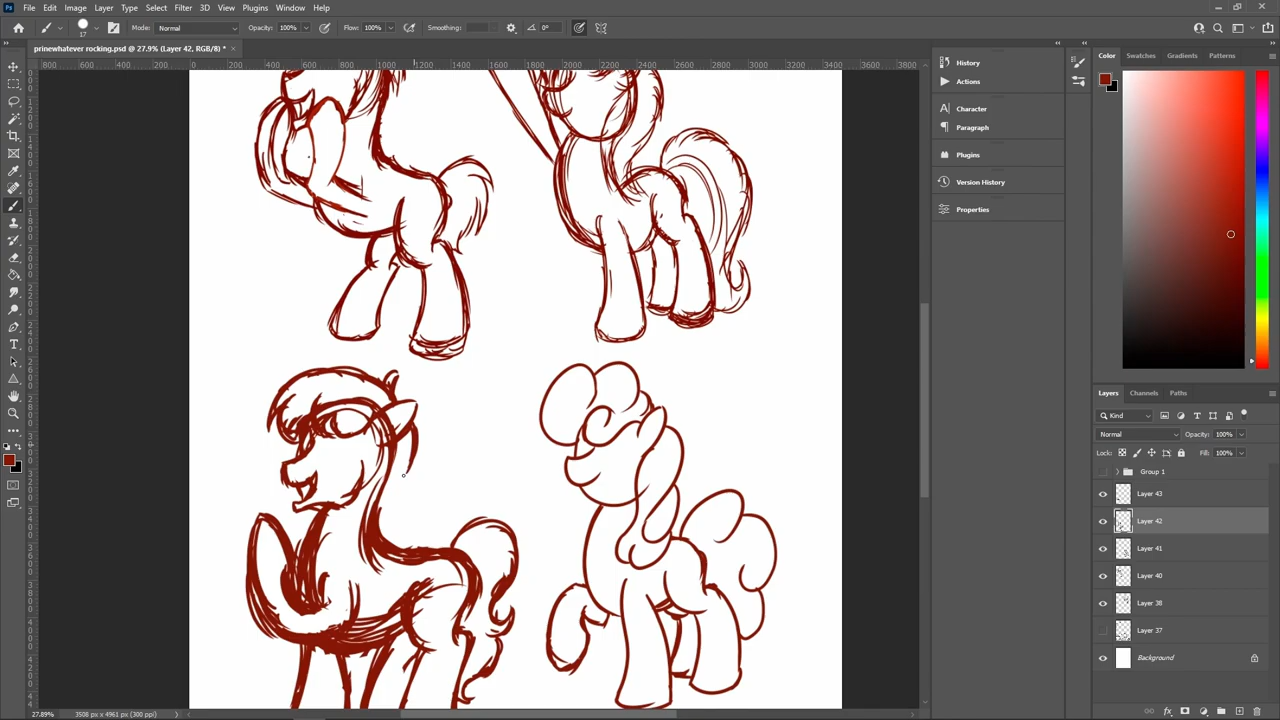 Ps File Edit Image Layer Type Select Filter 3D View Plugins Window Help
17 Mode: Normal Opacity: 100% Flow: 100% Smoothing: 0°
prinewhatever rocking.psd @ 27.9% (Layer 42, RGB/8) *
800 600 400 200 0 200 400 600 800 1000 1200 1400 1600 1800 2000 2200 2400 2600 2800 3000 3200 3400 3600 3800
History
Actions
Character
Paragraph
Plugins
Version History
Properties
Color Swatches Gradients Patterns
Layers Channels Paths
Kind
Normal Opacity: 100%
Lock: Fill: 100%
Group 1
Layer 43
Layer 42
Layer 41
Layer 40
Layer 38
Layer 37
Background
27.89% 3508 px x 4961 px (300 ppi)